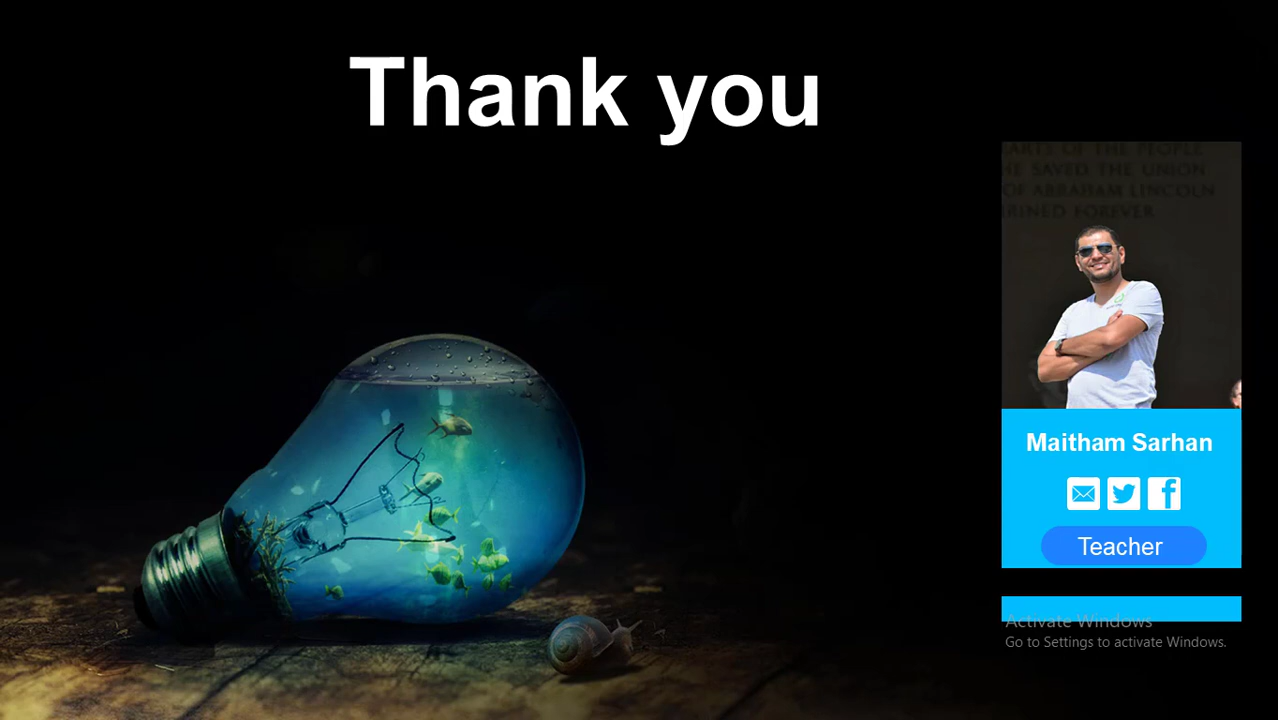 Thank you
ARTS OF THE PEOPLE
HE SAVED THE UNION
OF ABRAHAM LINCOLN
RINED FOREVER
Maitham Sarhan
Teacher
Activate Windows
Go to Settings to activate Windows.